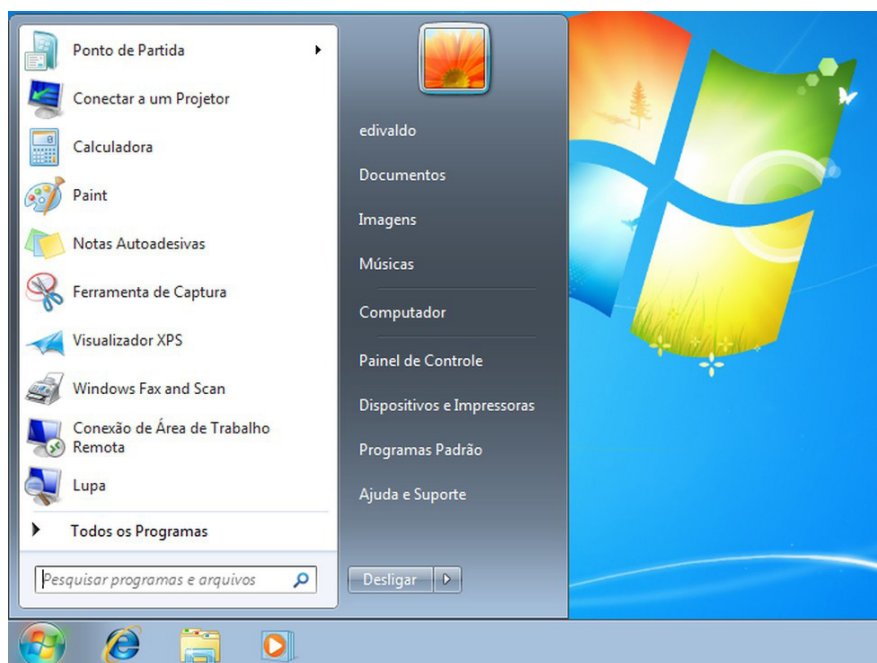 Ponto de Partida
Conectar a um Projetor
Calculadora
Paint
Notas Autoadesivas
Ferramenta de Captura
Visualizador XPS
Windows Fax and Scan
Conexão de Área de Trabalho
Remota
Lupa
Todos os Programas
Pesquisar programas e arquivos
edivaldo
Documentos
Imagens
Músicas
Computador
Painel de Controle
Dispositivos e Impressoras
Programas Padrão
Ajuda e Suporte
Desligar